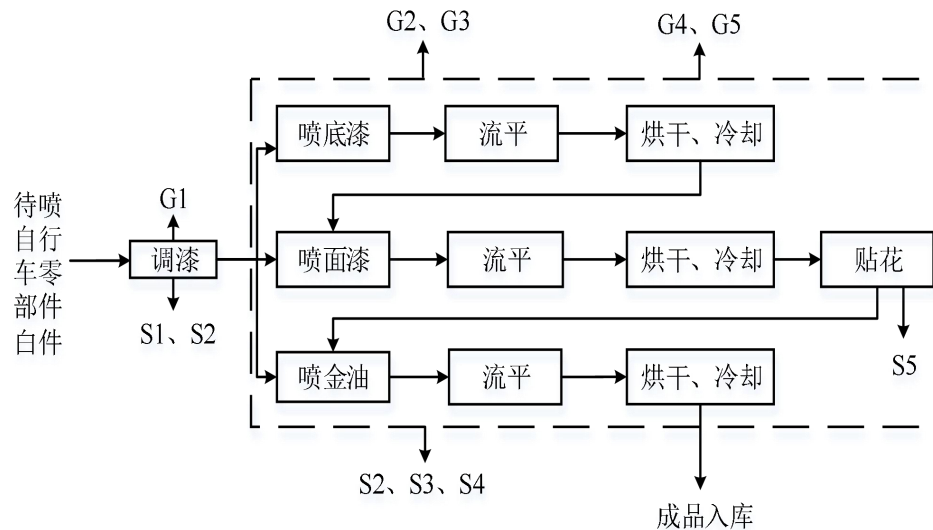 G2、G3
G4、G5
喷底漆
流平
烘干、冷却
待喷
自行
车零
部件
白件
G1
调漆
S1、S2
喷面漆
流平
烘干、冷却
贴花
S5
喷金油
流平
烘干、冷却
S2、S3、S4
成品入库